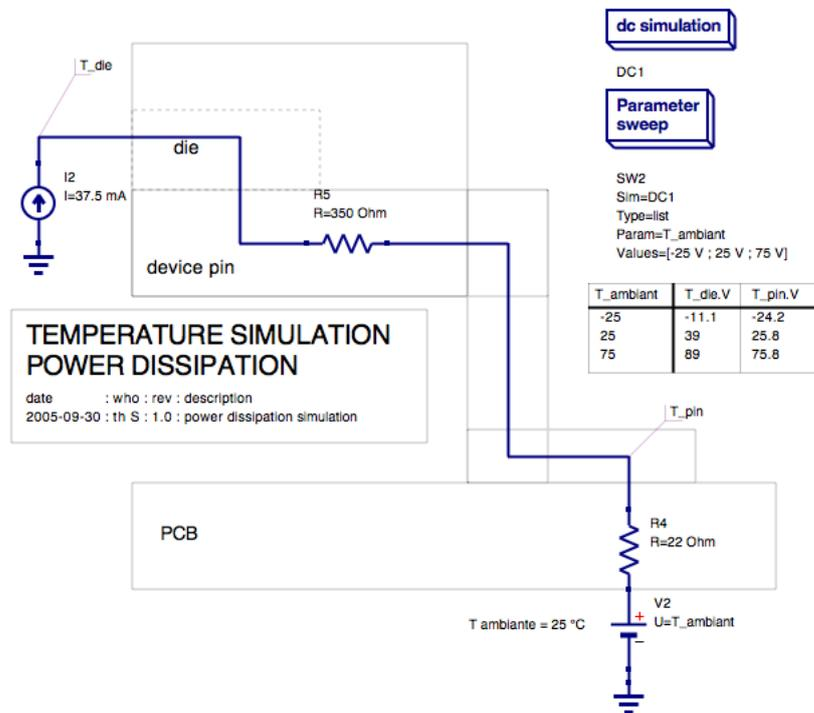 dc simulation
DC1
Parameter
sweep
SW2
Sim=DC1
Type=list
Param=T_ambiant
Values=[-25 V ; 25 V ; 75 V]
T_ambiant T_die.V T_pin.V
-25 -11.1 -24.2
25 39 25.8
75 89 75.8
T_die
die
I2
I=37.5 mA
R5
R=350 Ohm
device pin
TEMPERATURE SIMULATION
POWER DISSIPATION
date : who : rev : description
2005-09-30 : th S : 1.0 : power dissipation simulation
T_pin
PCB
R4
R=22 Ohm
T ambiante = 25 °C
V2
U=T_ambiant
+
–